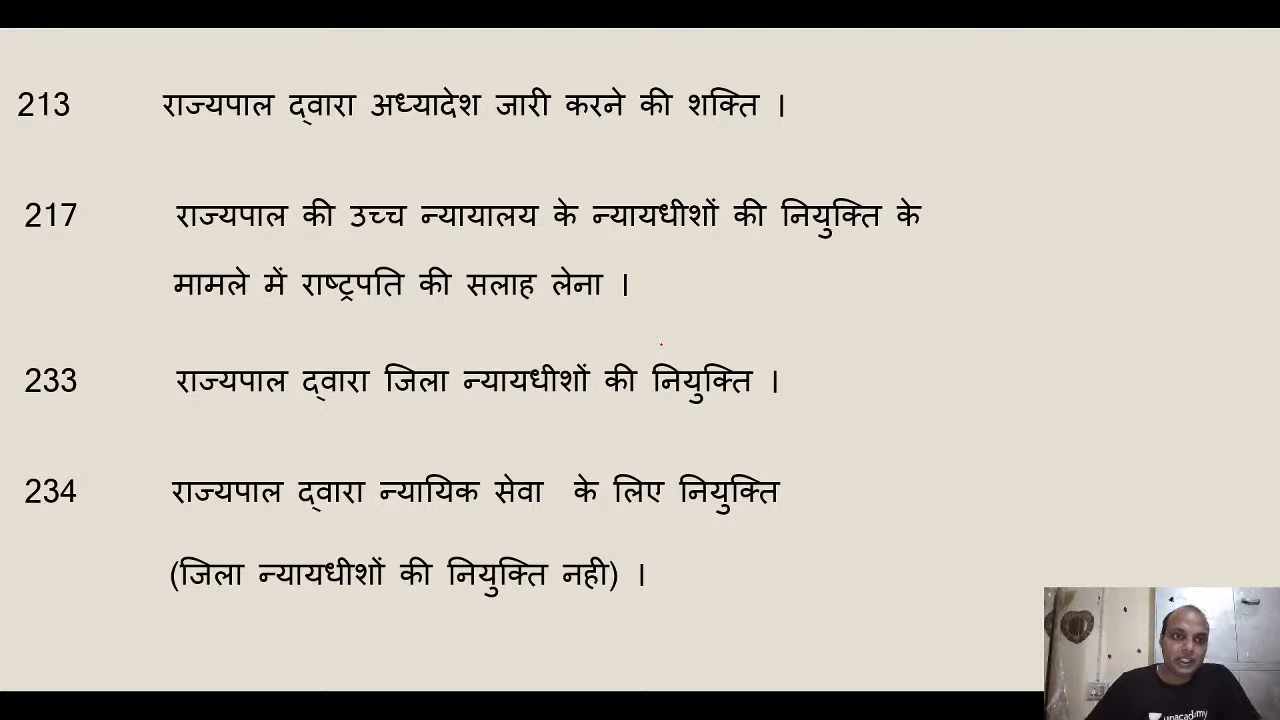 213 राज्यपाल द्वारा अध्यादेश जारी करने की शक्ति ।
217 राज्यपाल की उच्च न्यायालय के न्यायधीशों की नियुक्ति के
मामले में राष्ट्रपति की सलाह लेना ।
233 राज्यपाल द्वारा जिला न्यायधीशों की नियुक्ति ।
234 राज्यपाल द्वारा न्यायिक सेवा के लिए नियुक्ति
(जिला न्यायधीशों की नियुक्ति नही) ।
unacademy